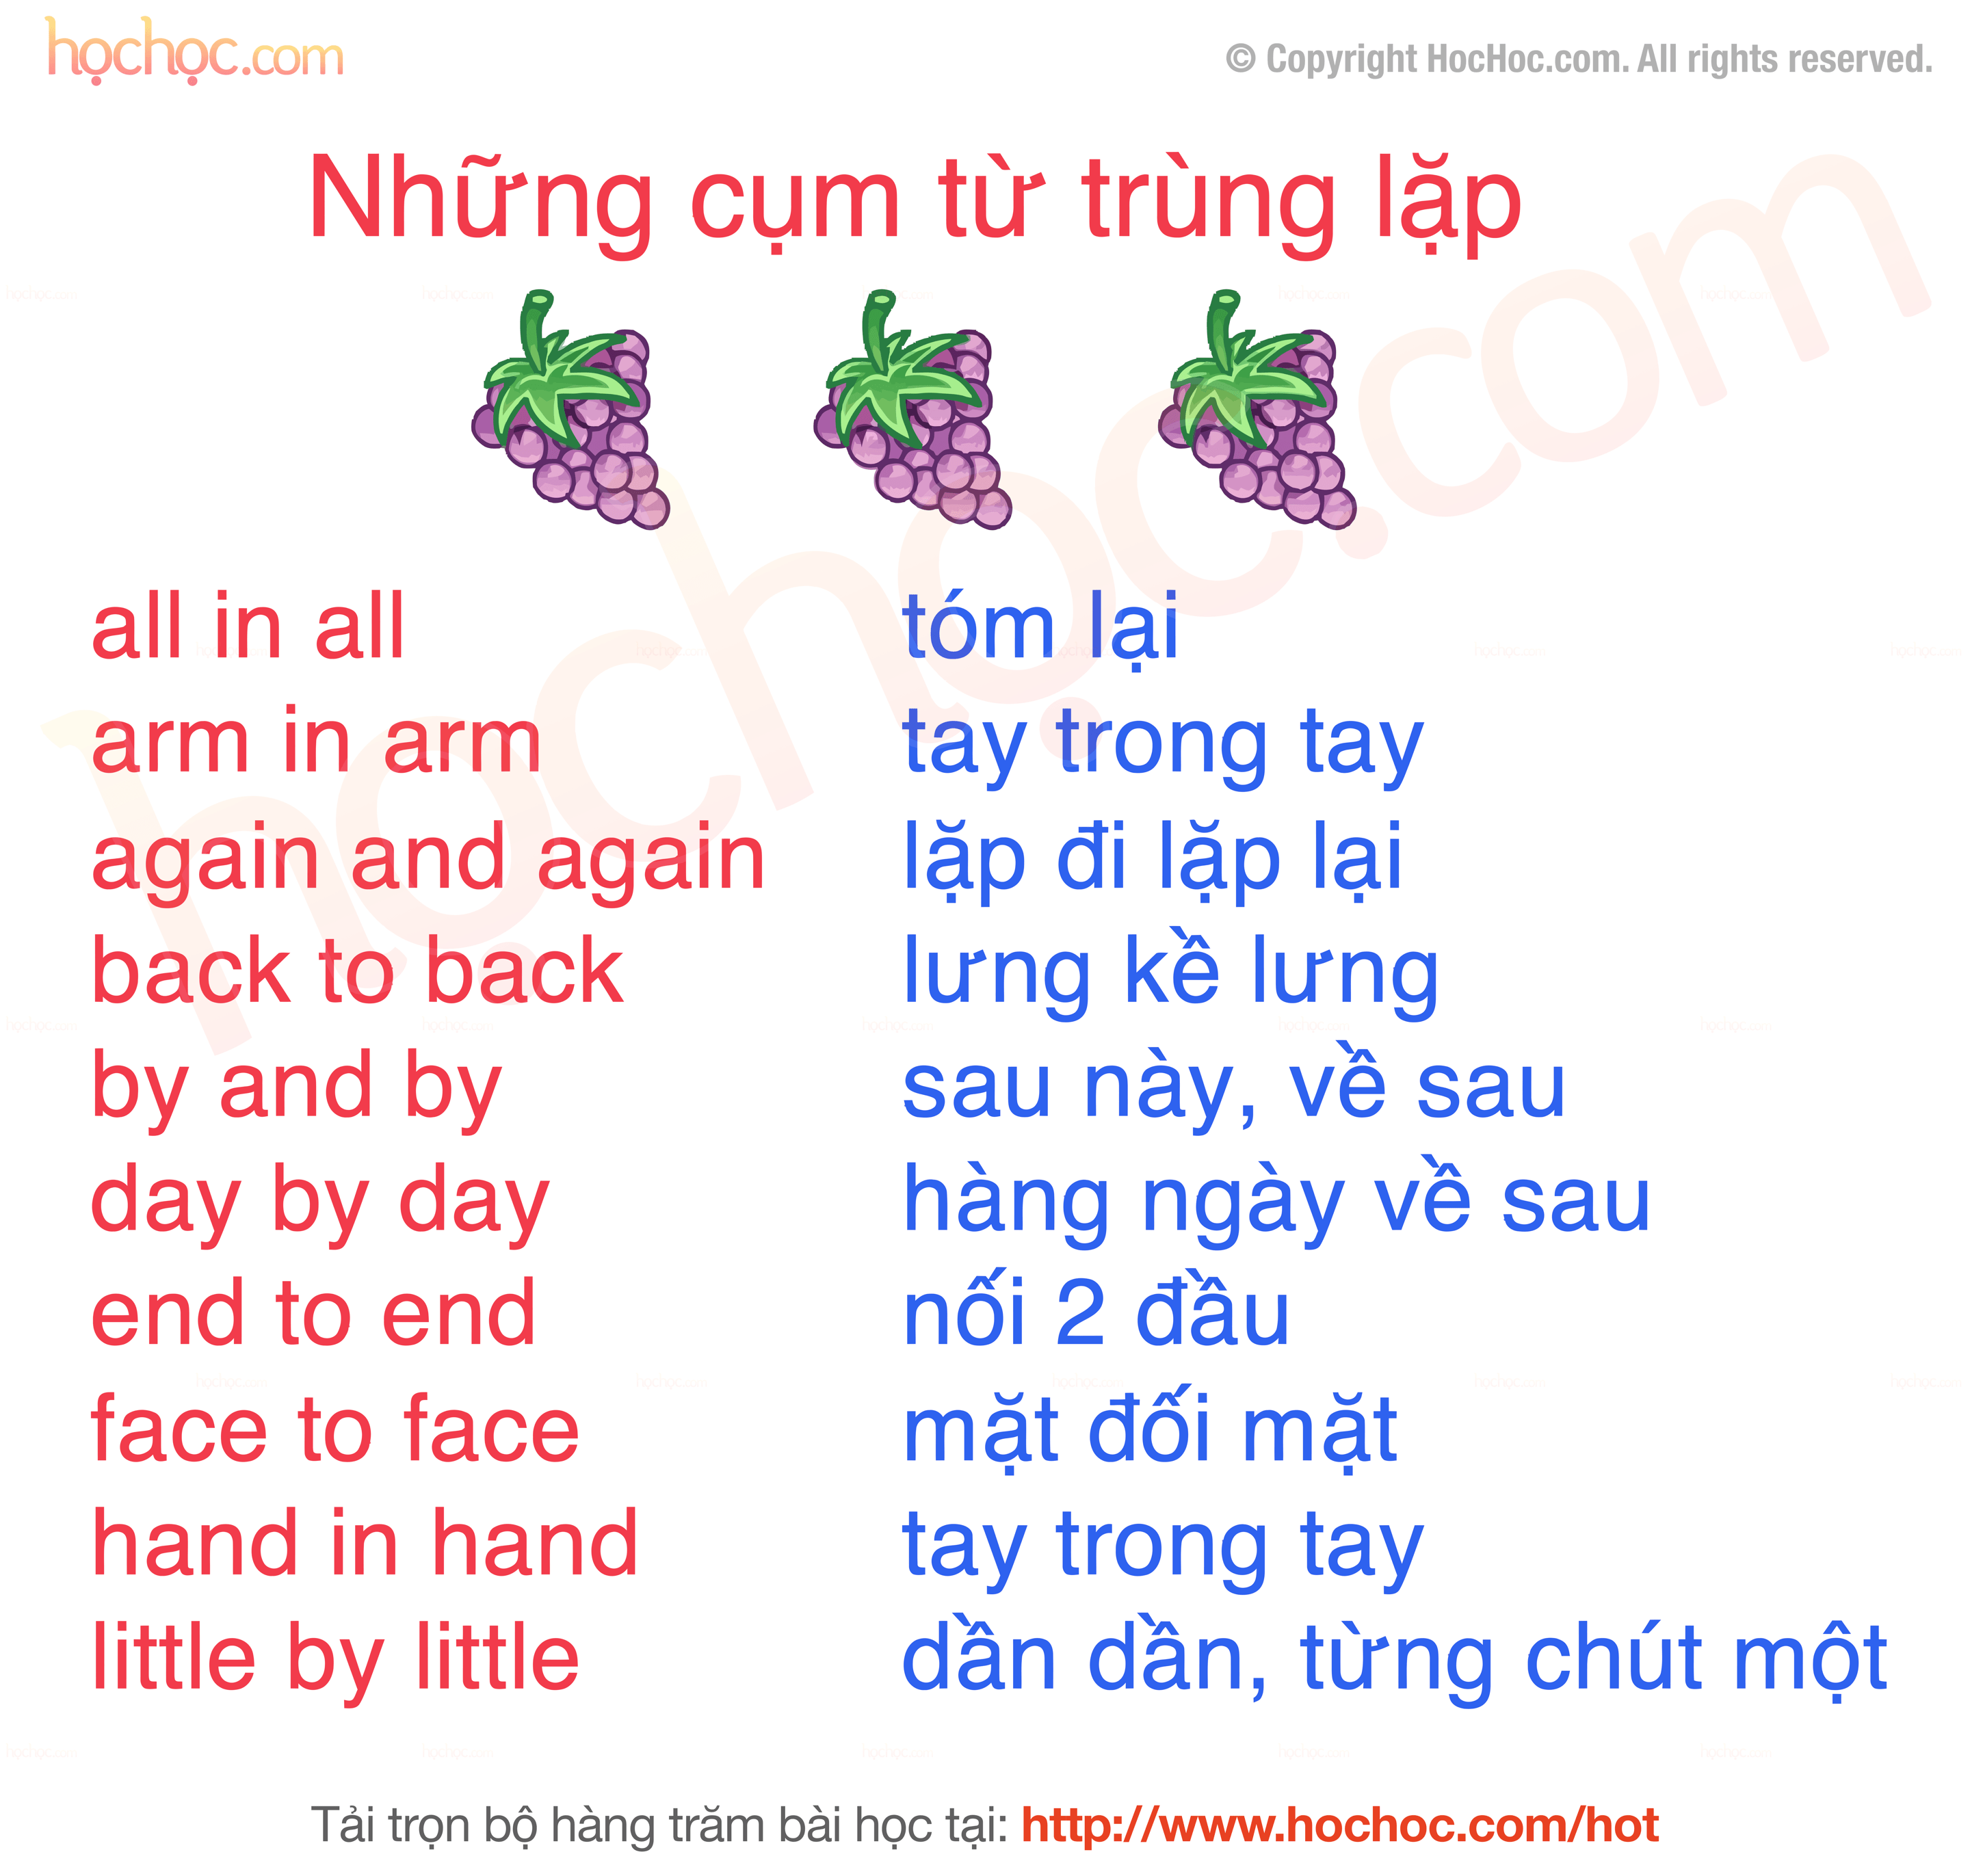 họchọc.com
© Copyright HocHoc.com. All rights reserved.
Những cụm từ trùng lặp
all in all tóm lại
arm in arm tay trong tay
again and again lặp đi lặp lại
back to back lưng kề lưng
by and by sau này, về sau
day by day hàng ngày về sau
end to end nối 2 đầu
face to face mặt đối mặt
hand in hand tay trong tay
little by little dần dần, từng chút một
Tải trọn bộ hàng trăm bài học tại: http://www.hochoc.com/hot